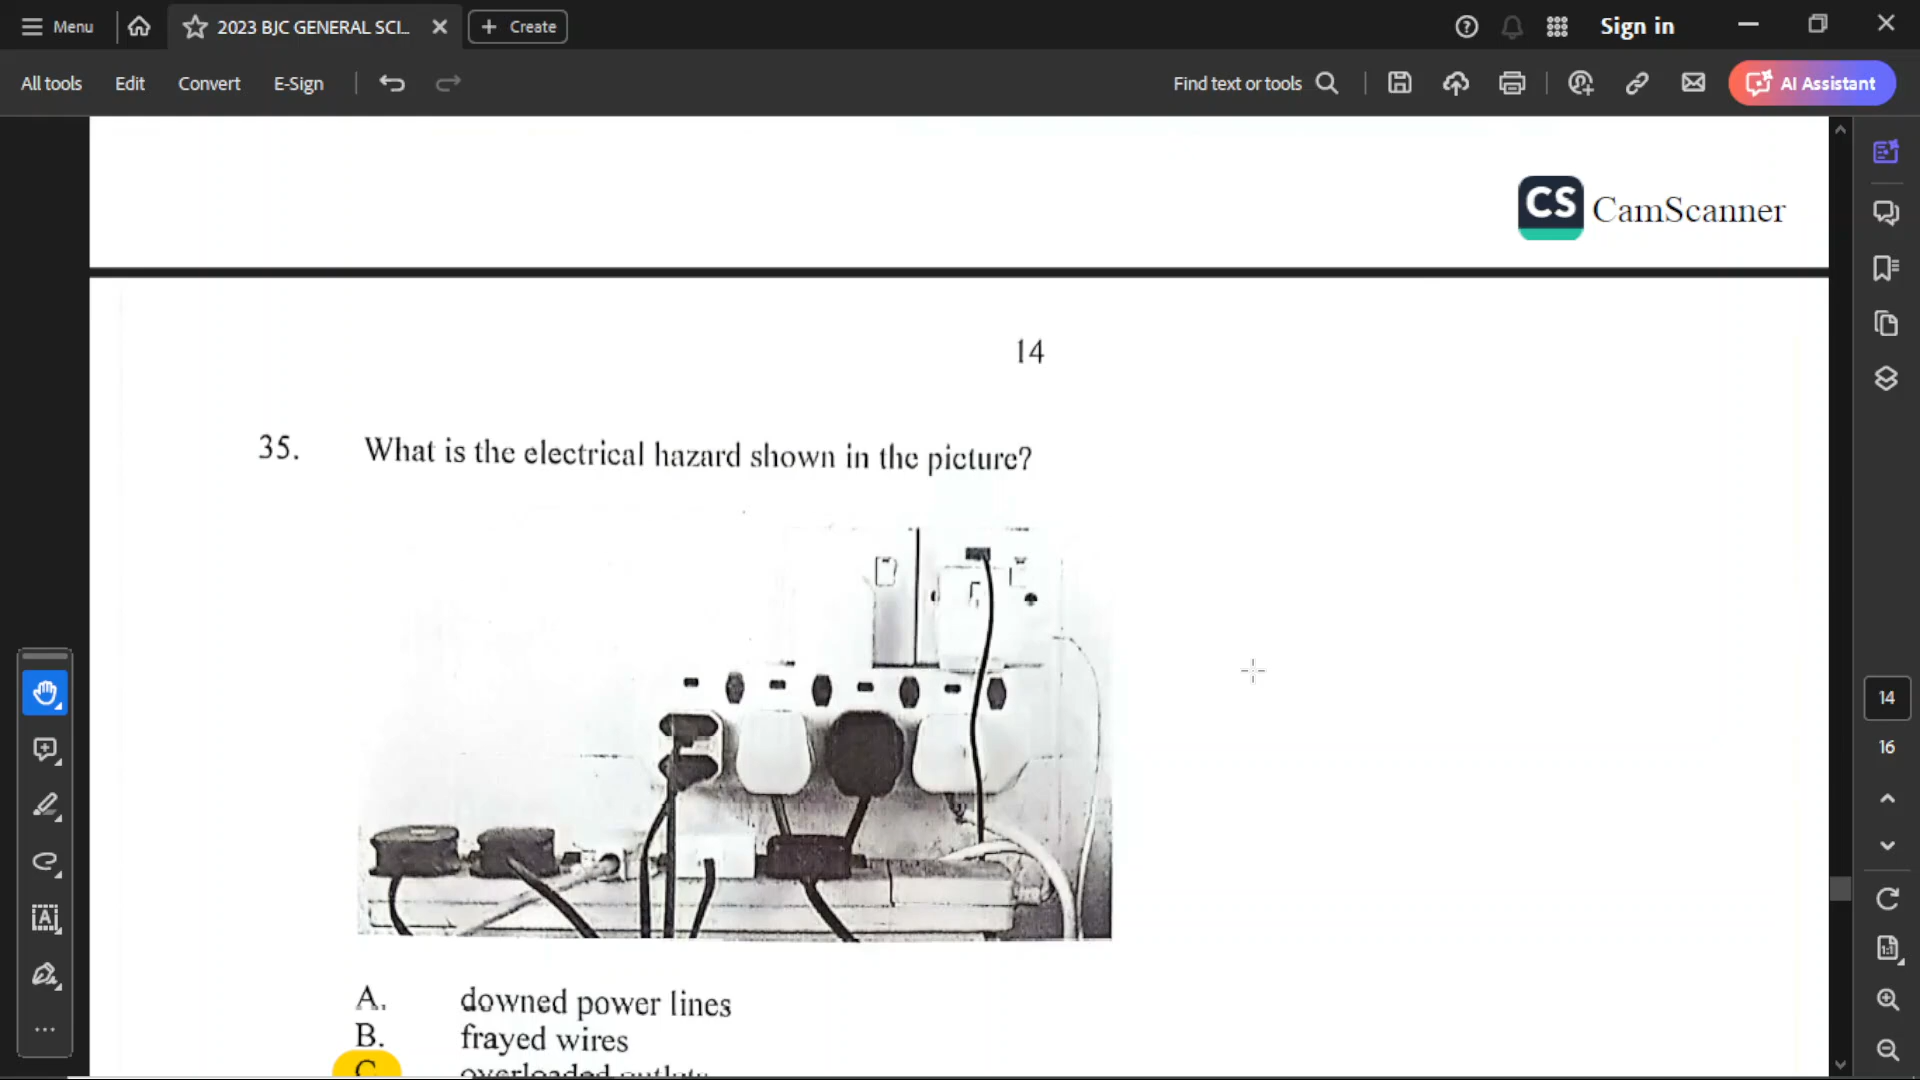 Menu
2023 BJC GENERAL SCI...
Create
Sign in
All tools
Edit
Convert
E-Sign
Find text or tools
AI Assistant
CS CamScanner
14
35. What is the electrical hazard shown in the picture?
A. downed power lines
B. frayed wires
C overloaded outlets
14
16